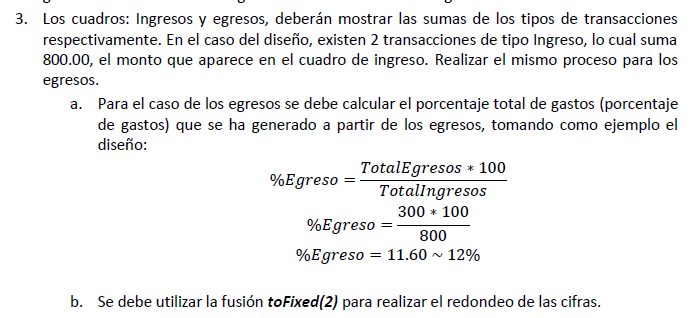 3. Los cuadros: Ingresos y egresos, deberán mostrar las sumas de los tipos de transacciones
respectivamente. En el caso del diseño, existen 2 transacciones de tipo Ingreso, lo cual suma
800.00, el monto que aparece en el cuadro de ingreso. Realizar el mismo proceso para los
egresos.
a. Para el caso de los egresos se debe calcular el porcentaje total de gastos (porcentaje
de gastos) que se ha generado a partir de los egresos, tomando como ejemplo el
diseño:
%Egreso = TotalEgresos * 100 / TotalIngresos
%Egreso = 300 * 100 / 800
%Egreso = 11.60 ~ 12%
b. Se debe utilizar la fusión toFixed(2) para realizar el redondeo de las cifras.